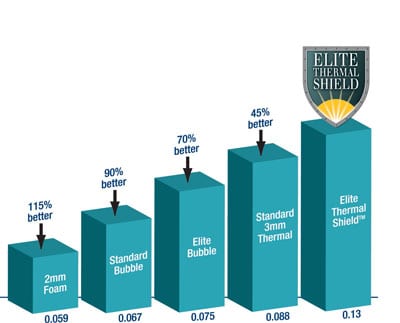 ELITE
THERMAL
SHIELD
45%
better
70%
better
90%
better
115%
better
2mm
Foam
Standard
Bubble
Elite
Bubble
Standard
3mm
Thermal
Elite
Thermal
Shield™
0.059
0.067
0.075
0.088
0.13